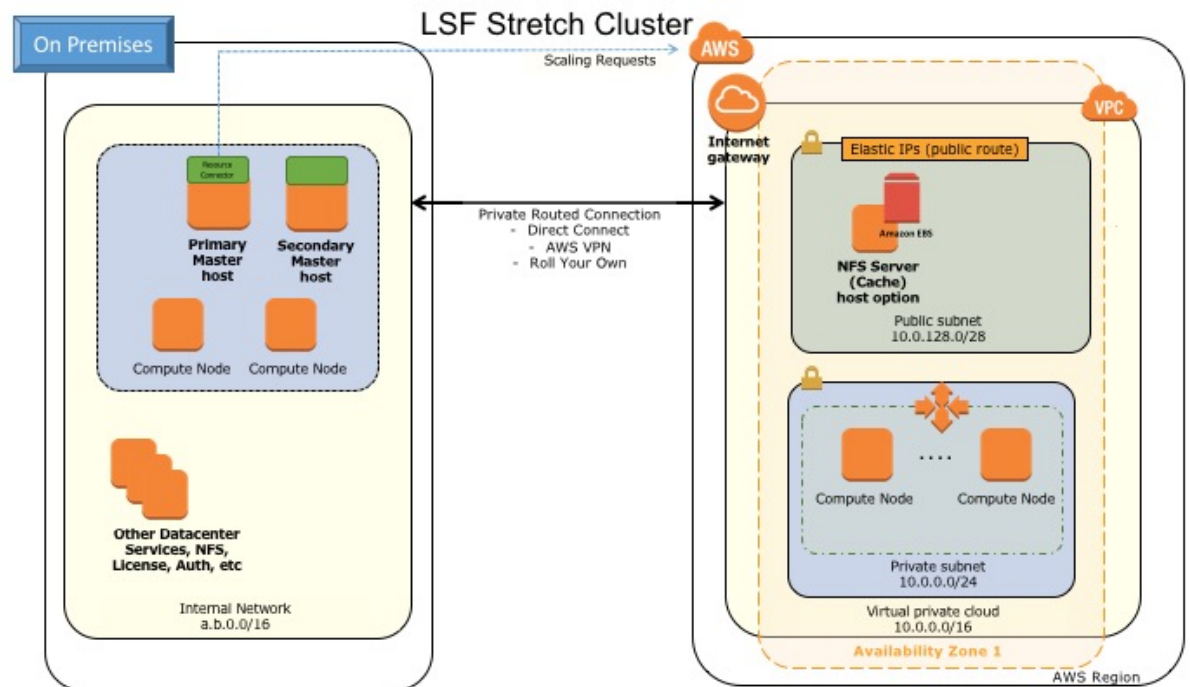 LSF Stretch Cluster
On Premises
AWS
Scaling Requests
VPC
Internet
gateway
Elastic IPs (public route)
Resource
Connector
Primary
Master
host
Secondary
Master
host
Compute Node
Compute Node
Other Datacenter
Services, NFS,
License, Auth, etc
Internal Network
a.b.0.0/16
Private Routed Connection
- Direct Connect
- AWS VPN
- Roll Your Own
Amazon EBS
NFS Server
(Cache)
host option
Public subnet
10.0.128.0/28
Compute Node
....
Compute Node
Private subnet
10.0.0.0/24
Virtual private cloud
10.0.0.0/16
Availability Zone 1
AWS Region